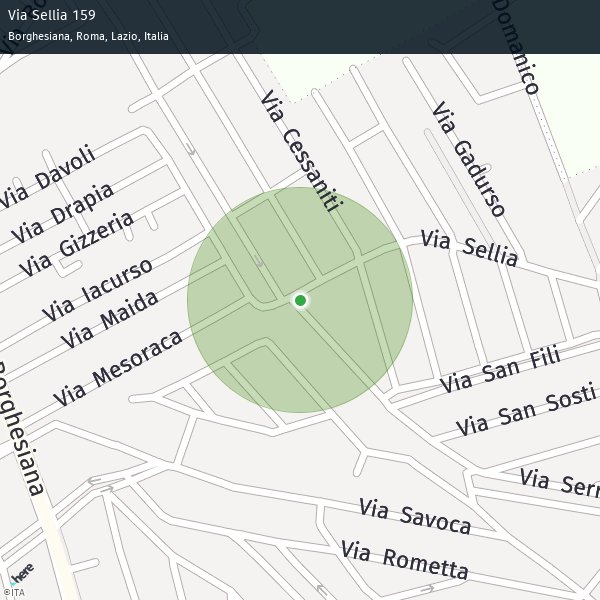 Via Sellia 159
Borghesiana, Roma, Lazio, Italia
Domanico
Via Cessaniti
Via Gadurso
Via Davoli
Via Drapia
Via Gizzeria
Via Sellia
Via Iacurso
Via Maida
Via Mesoraca
Via San Fili
Via San Sosti
Borghesiana
Via Serr
Via Savoca
Via Rometta
here
©ITA